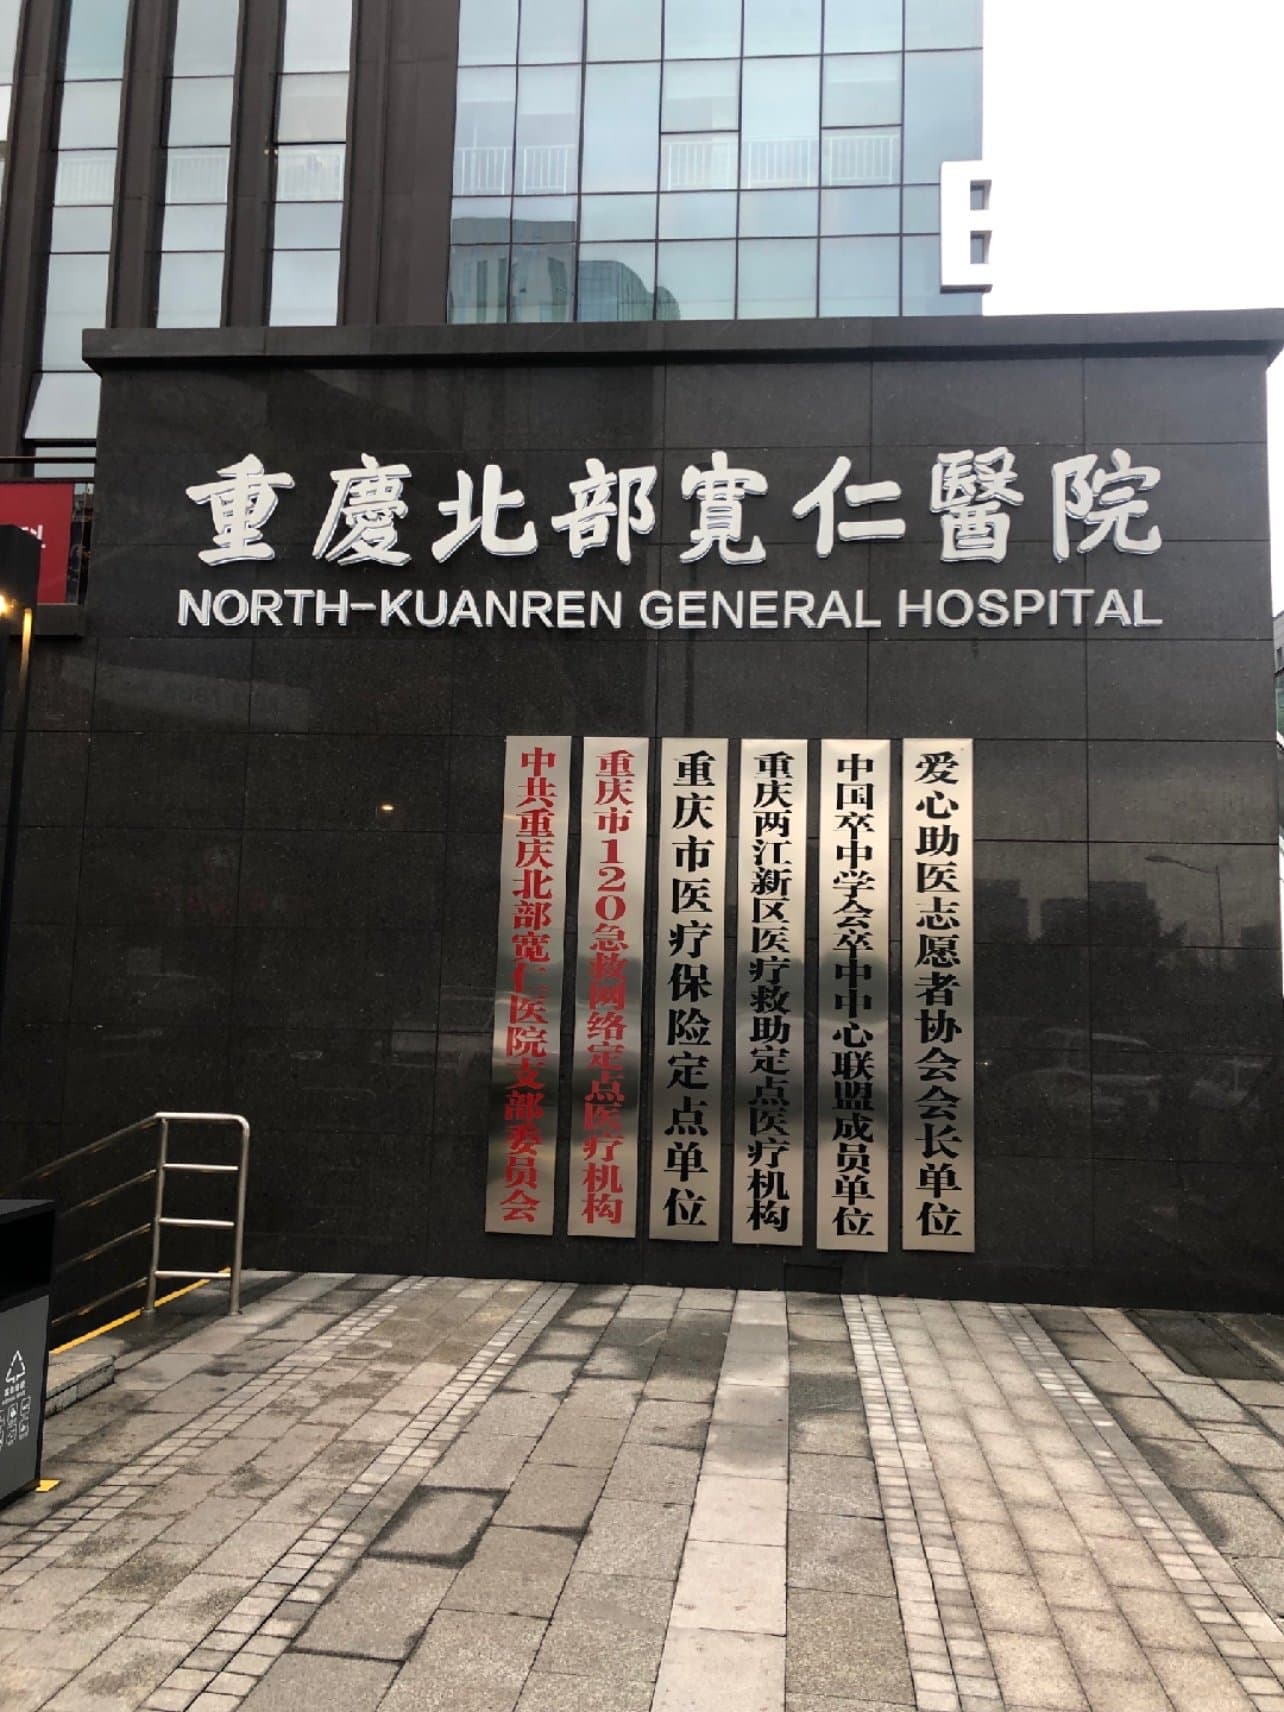 重慶北部寬仁醫院
NORTH-KUANREN GENERAL HOSPITAL
中共重庆北部宽仁医院支部委员会
重庆市120急救网络定点医疗机构
重庆市医疗保险定点单位
重庆两江新区医疗救助定点医疗机构
中国卒中学会卒中中心联盟成员单位
爱心助医志愿者协会会长单位